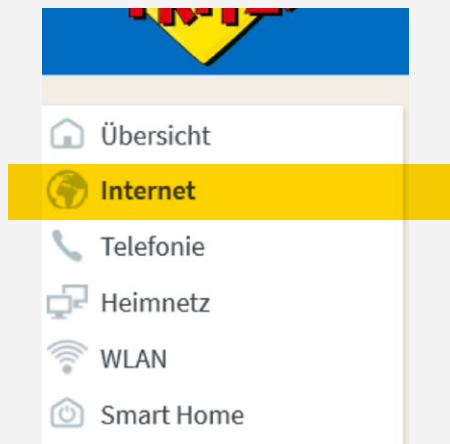 Übersicht
Internet
Telefonie
Heimnetz
WLAN
Smart Home